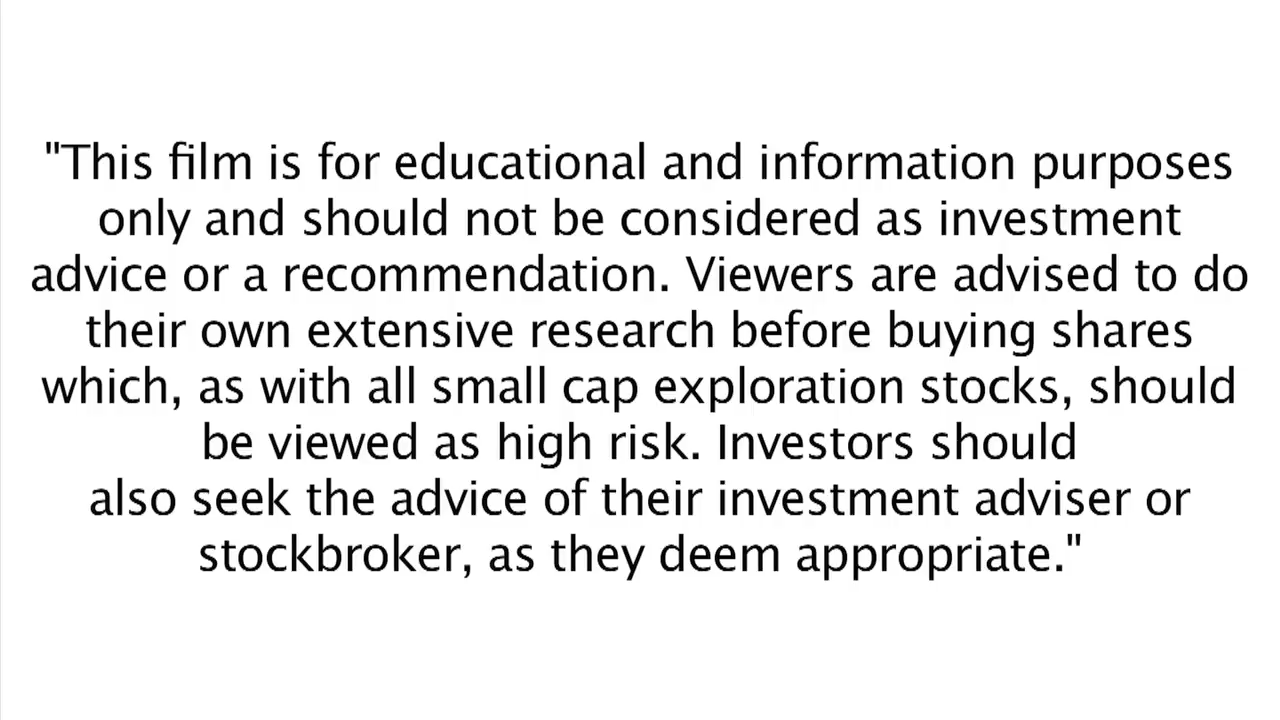 "This film is for educational and information purposes
only and should not be considered as investment
advice or a recommendation. Viewers are advised to do
their own extensive research before buying shares
which, as with all small cap exploration stocks, should
be viewed as high risk. Investors should
also seek the advice of their investment adviser or
stockbroker, as they deem appropriate."